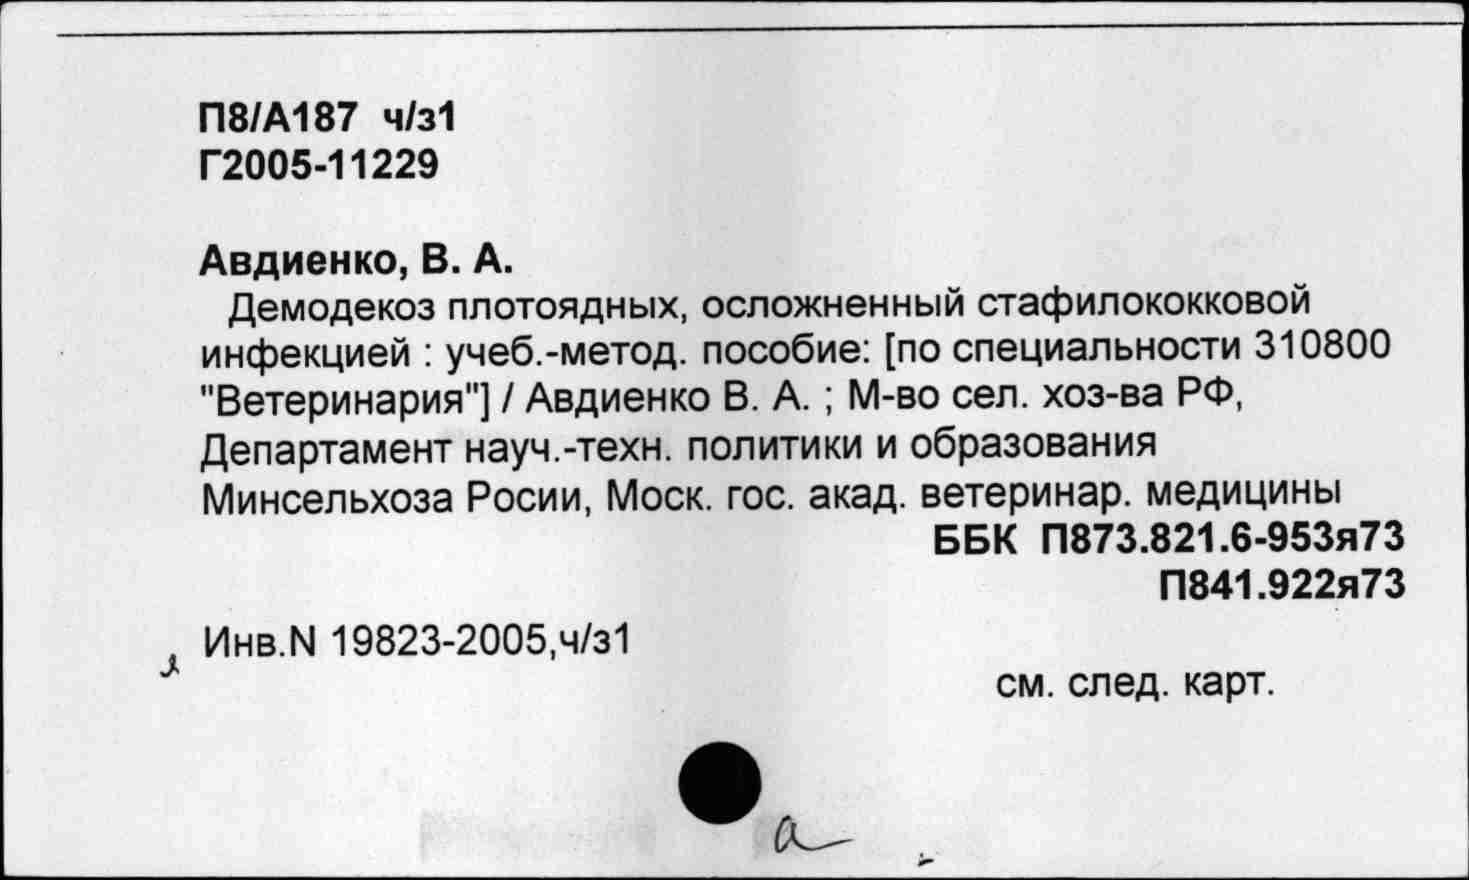 П8/А187 ч/з1
Г2005-11229
Авдиенко, В. А.
Демодекоз плотоядных, осложненный стафилококковой
инфекцией : учеб.-метод. пособие: [по специальности 310800
"Ветеринария"] / Авдиенко В. А. ; М-во сел. хоз-ва РФ,
Департамент науч.-техн. политики и образования
Минсельхоза Росии, Моск. гос. акад. ветеринар. медицины
ББК П873.821.6-953я73
П841.922я73
Инв.N 19823-2005,ч/з1
см. след. карт.
а